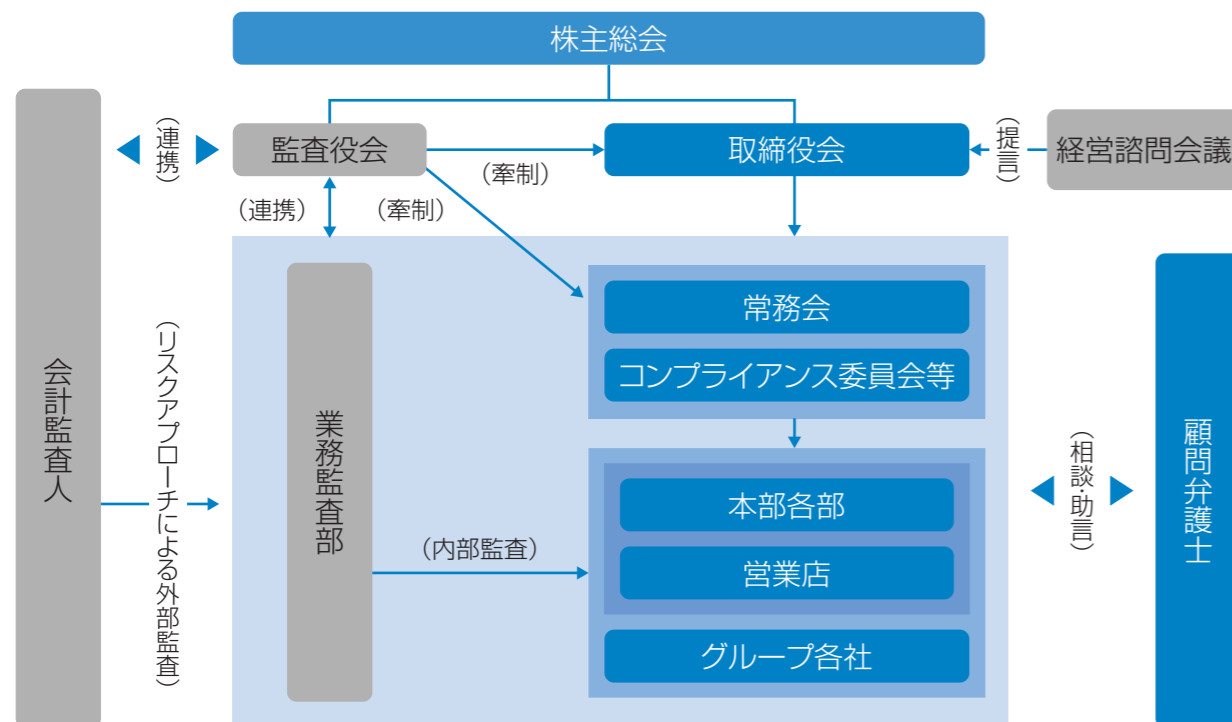 株主総会
（連携）
監査役会
（牽制）
取締役会
（提言）
経営諮問会議
（連携）
（牽制）
常務会
コンプライアンス委員会等
会計監査人
（リスクアプローチによる外部監査）
業務監査部
（内部監査）
本部各部
営業店
グループ各社
（相談・助言）
顧問弁護士